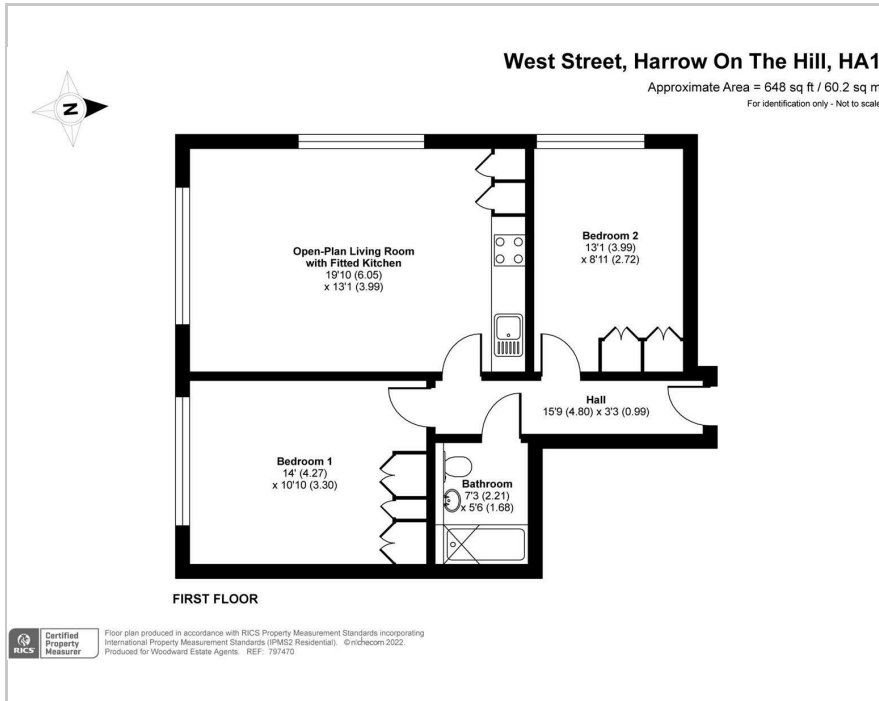 West Street, Harrow On The Hill, HA1
Approximate Area = 648 sq ft / 60.2 sq m
For identification only - Not to scale
N
Open-Plan Living Room
with Fitted Kitchen
19'10 (6.05)
x 13'1 (3.99)
Bedroom 2
13'1 (3.99)
x 8'11 (2.72)
Hall
15'9 (4.80) x 3'3 (0.99)
Bedroom 1
14' (4.27)
x 10'10 (3.30)
Bathroom
7'3 (2.21)
x 5'6 (1.68)
FIRST FLOOR
RICS
Certified
Property
Measurer
Floor plan produced in accordance with RICS Property Measurement Standards incorporating
International Property Measurement Standards (IPMS2 Residential). ©nichecom 2022.
Produced for Woodward Estate Agents. REF: 797470